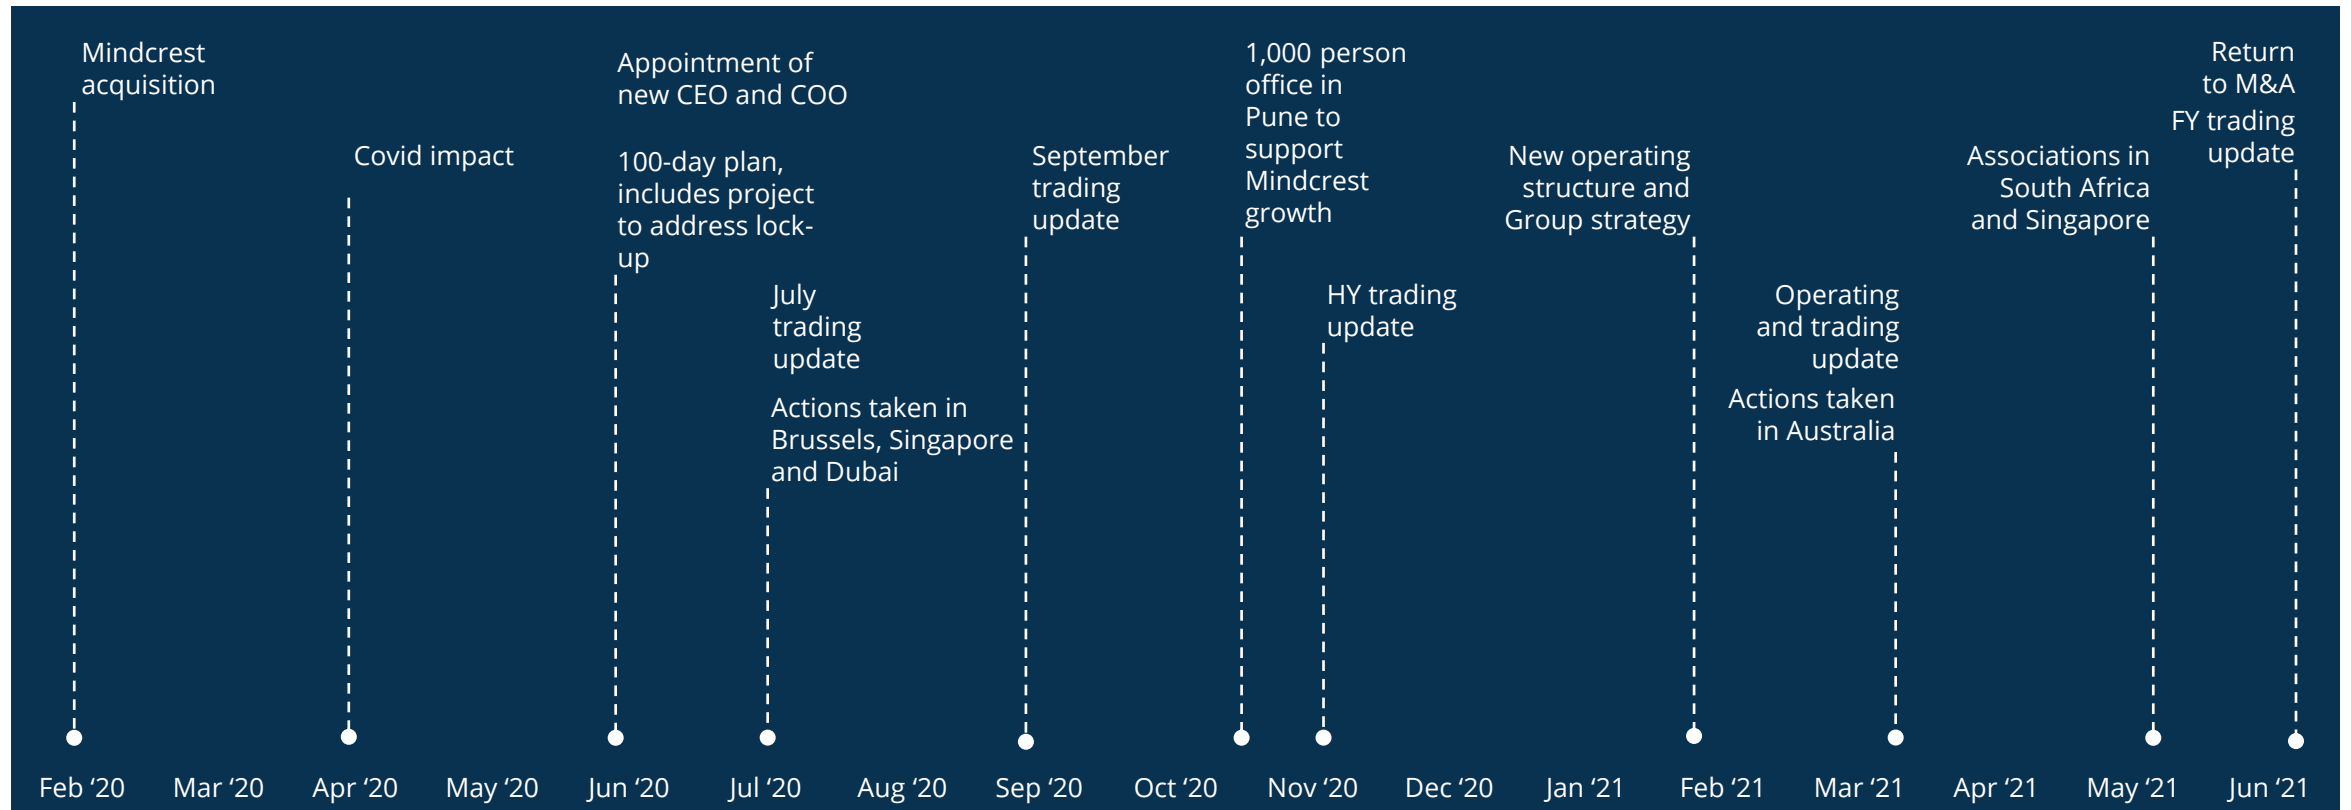 Mindcrest
acquisition
Covid impact
Appointment of
new CEO and COO
100-day plan,
includes project
to address lock-
up
July
trading
update
Actions taken in
Brussels, Singapore
and Dubai
September
trading
update
1,000 person
office in
Pune to
support
Mindcrest
growth
HY trading
update
New operating
structure and
Group strategy
Operating
and trading
update
Actions taken
in Australia
Associations in
South Africa
and Singapore
Return
to M&A
FY trading
update
Feb ‘20 Mar ‘20 Apr ‘20 May ‘20 Jun ‘20 Jul ‘20 Aug ‘20 Sep ‘20 Oct ‘20 Nov ‘20 Dec ‘20 Jan ‘21 Feb ‘21 Mar ‘21 Apr ‘21 May ‘21 Jun ‘21